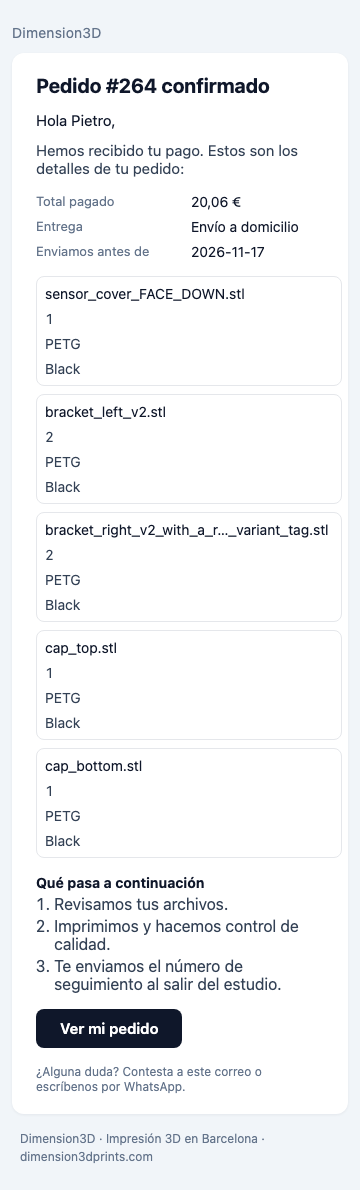 Dimension3D
Pedido #264 confirmado
Hola Pietro,
Hemos recibido tu pago. Estos son los
detalles de tu pedido:
Total pagado 20,06 €
Entrega Envío a domicilio
Enviamos antes de 2026-11-17
sensor_cover_FACE_DOWN.stl
1
PETG
Black
bracket_left_v2.stl
2
PETG
Black
bracket_right_v2_with_a_r…_variant_tag.stl
2
PETG
Black
cap_top.stl
1
PETG
Black
cap_bottom.stl
1
PETG
Black
Qué pasa a continuación
1. Revisamos tus archivos.
2. Imprimimos y hacemos control de
calidad.
3. Te enviamos el número de
seguimiento al salir del estudio.
Ver mi pedido
¿Alguna duda? Contesta a este correo o
escríbenos por WhatsApp.
Dimension3D · Impresión 3D en Barcelona ·
dimension3dprints.com